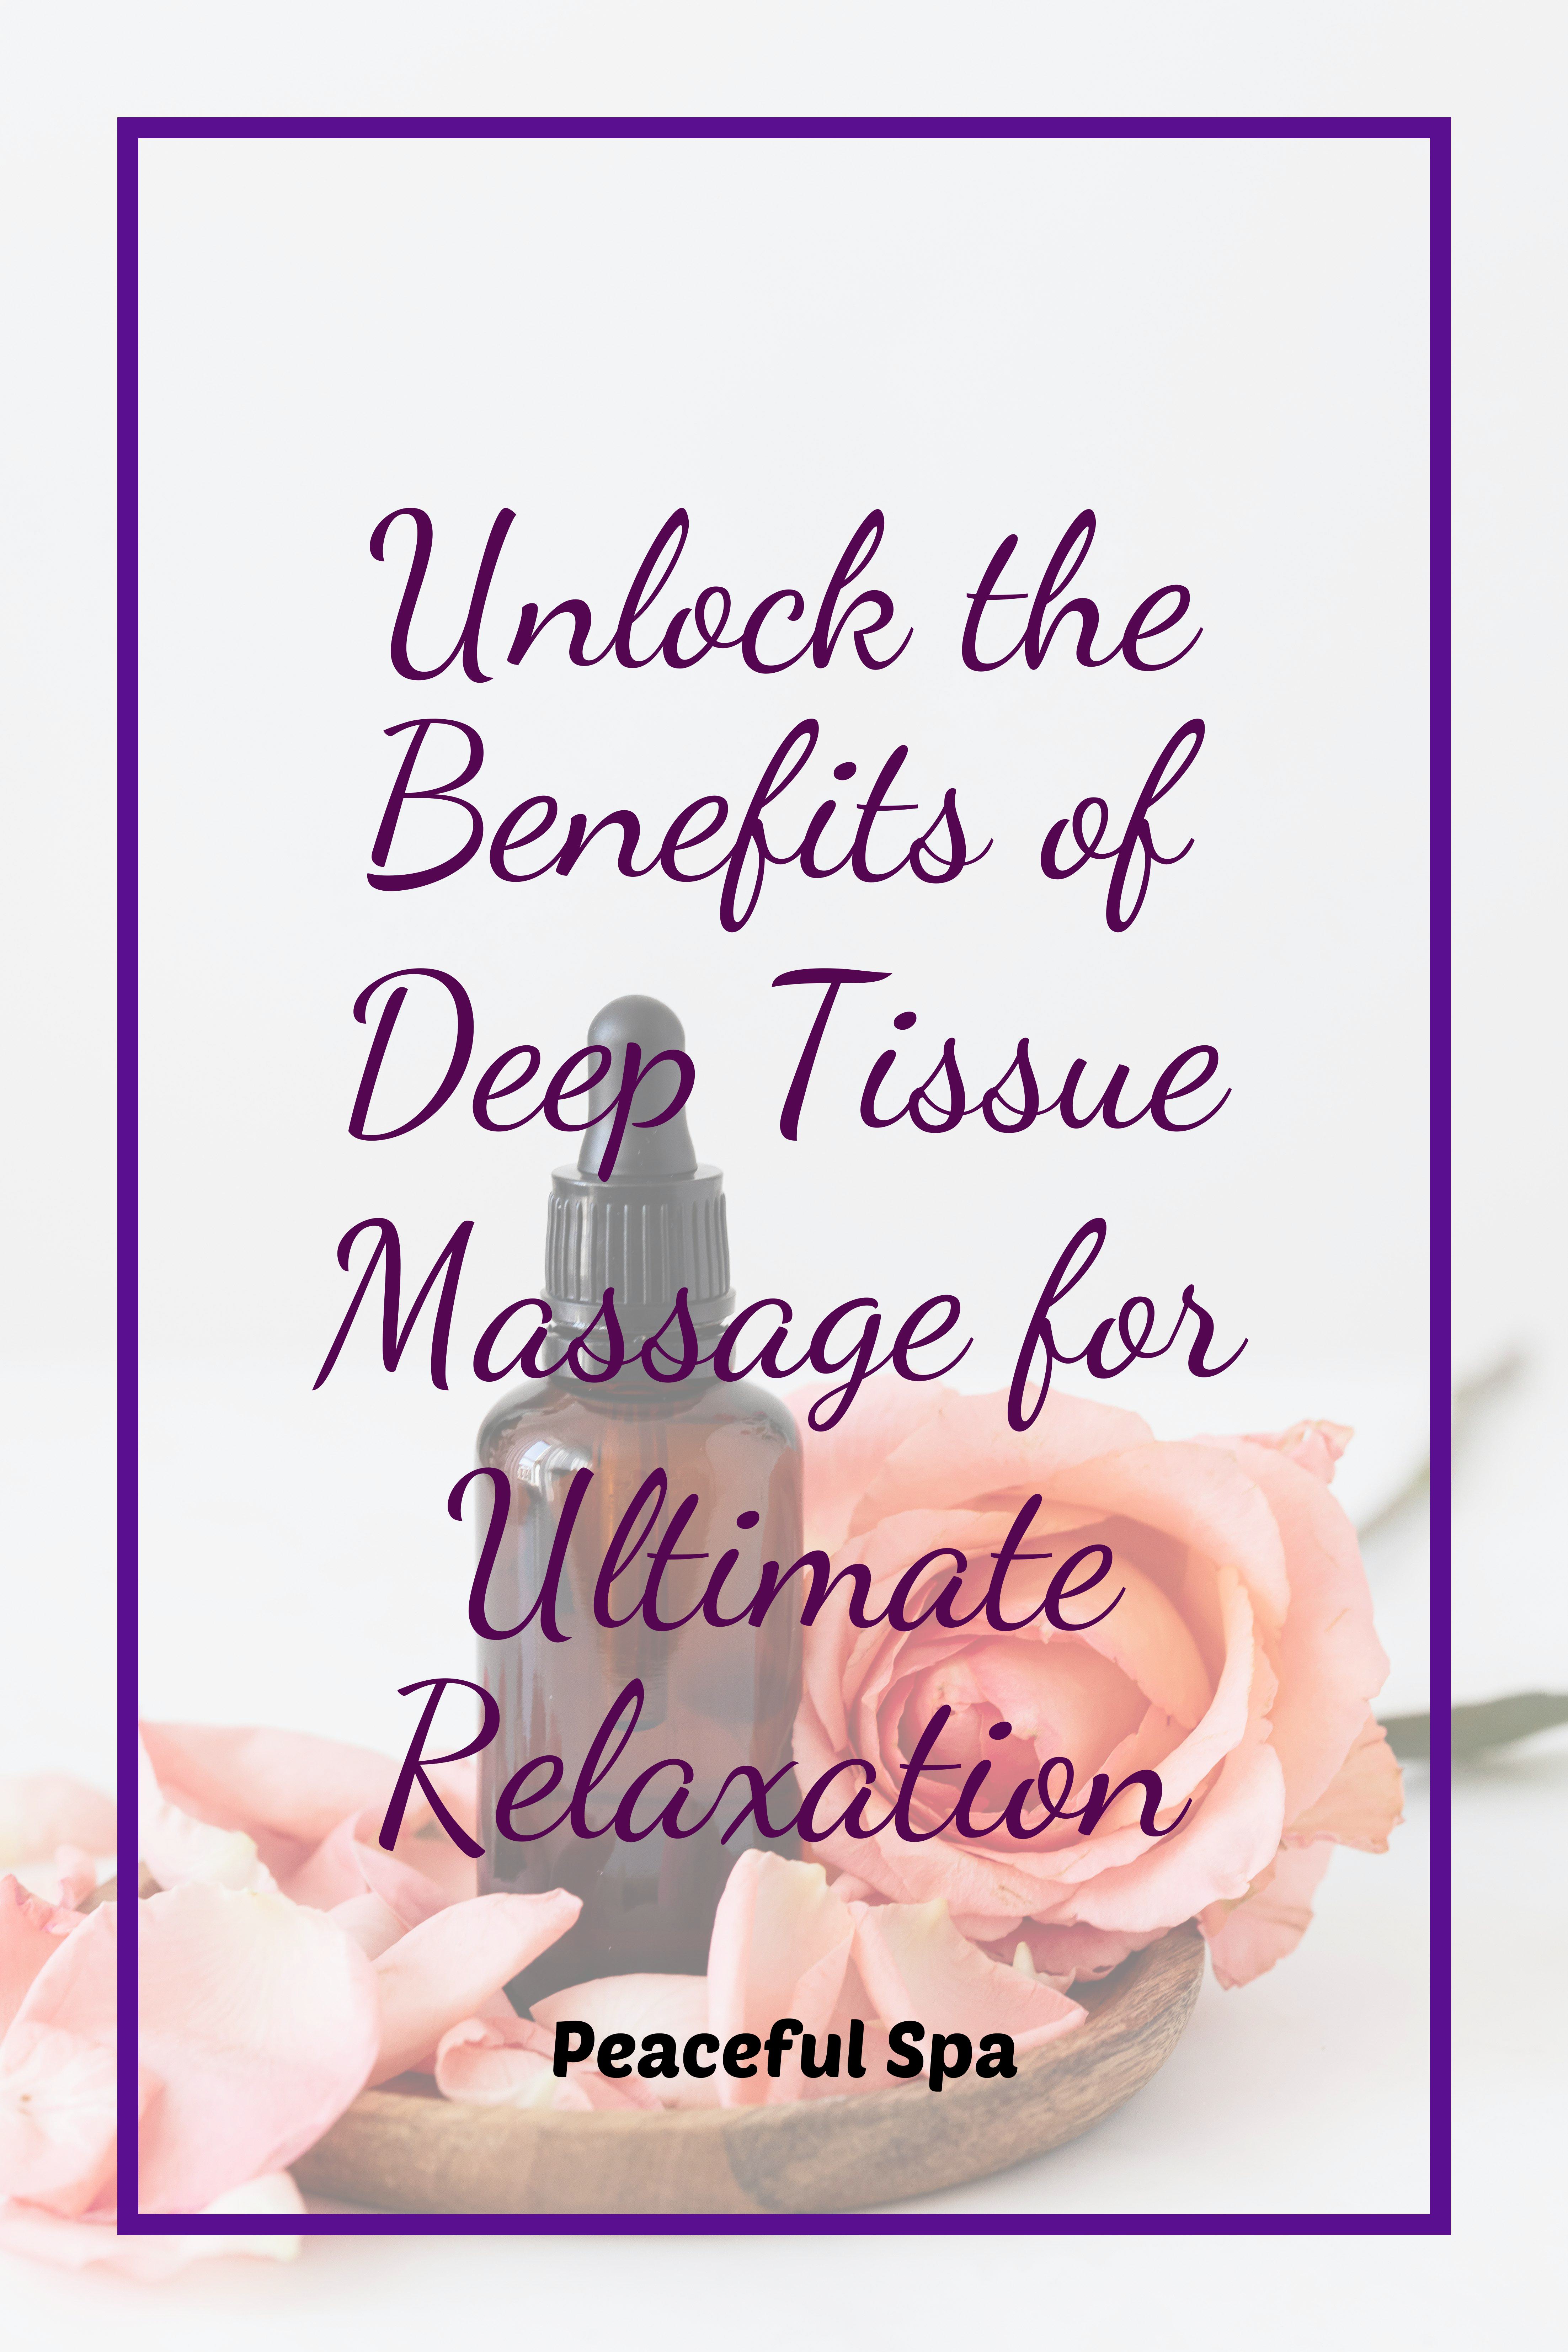 Unlock the
Benefits of
Deep Tissue
Massage for
Ultimate
Relaxation
Peaceful Spa